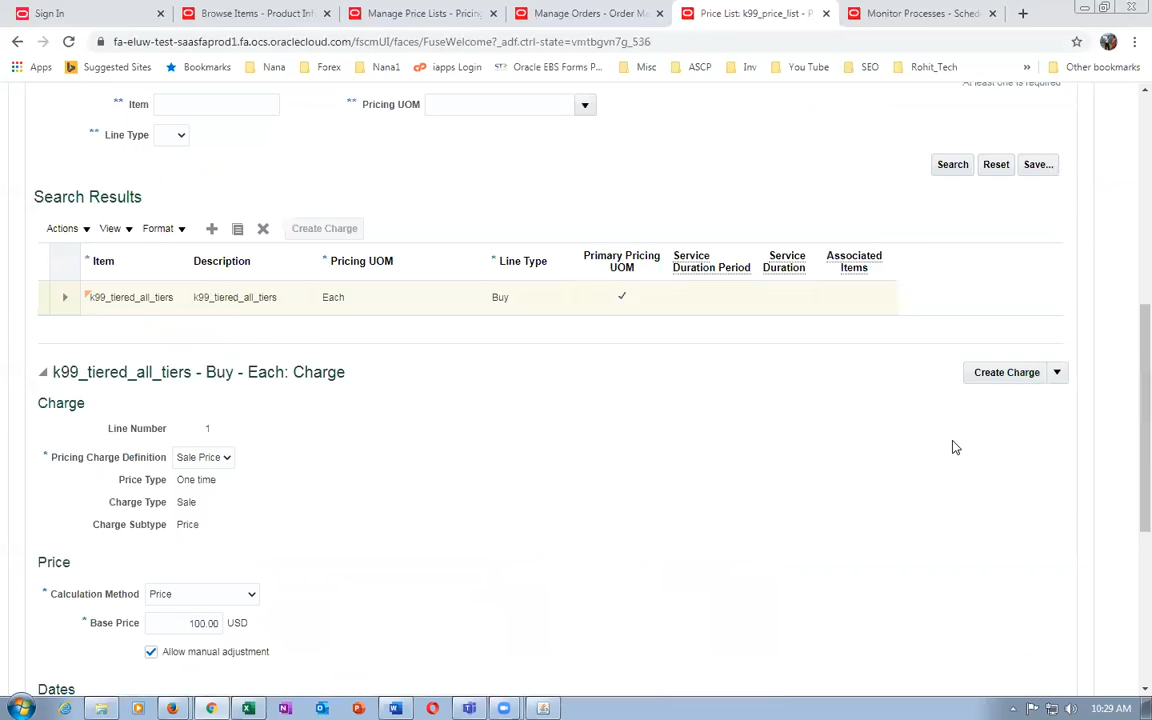 Sign In
Browse Items - Product Inf
Manage Price Lists - Pricing
Manage Orders - Order Me
Price List: k99_price_list - P
Monitor Processes - Sched
fa-eluw-test-saasfaprod1.fa.ocs.oraclecloud.com/fscmUI/faces/FuseWelcome?_adf.ctrl-state=vmtbgvn7g_536
Apps
Suggested Sites
Bookmarks
Nana
Forex
Nana1
iapps Login
Oracle EBS Forms P...
Misc
ASCP
Inv
You Tube
SEO
Rohit_Tech
»
Other bookmarks
At least one is required
** Item
** Pricing UOM
** Line Type
Search
Reset
Save...
Search Results
Actions
View
Format
Create Charge
* Item
Description
* Pricing UOM
* Line Type
Primary Pricing UOM
Service Duration Period
Service Duration
Associated Items
k99_tiered_all_tiers
k99_tiered_all_tiers
Each
Buy
k99_tiered_all_tiers - Buy - Each: Charge
Create Charge
Charge
Line Number 1
* Pricing Charge Definition Sale Price
Price Type One time
Charge Type Sale
Charge Subtype Price
Price
* Calculation Method Price
* Base Price 100.00 USD
Allow manual adjustment
Dates
10:29 AM